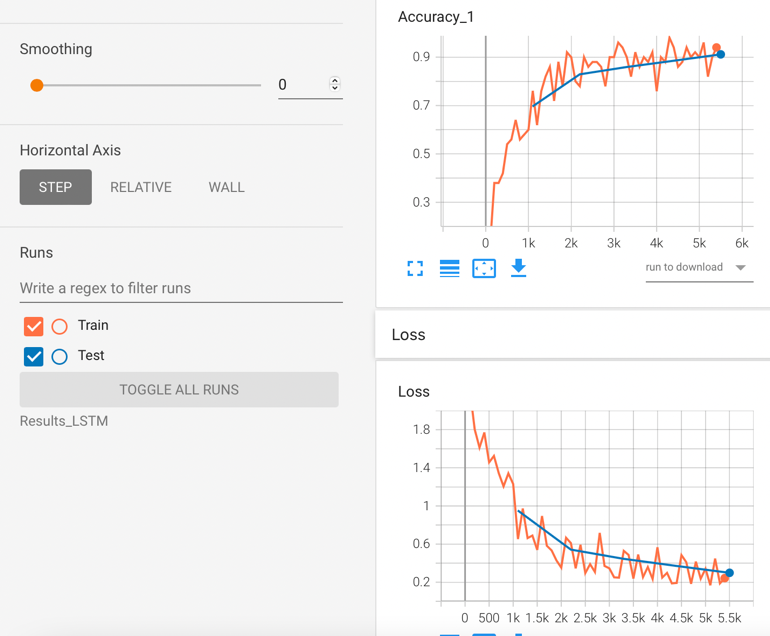 Smoothing
0
Horizontal Axis
STEP RELATIVE WALL
Runs
Write a regex to filter runs
Train
Test
TOGGLE ALL RUNS
Results_LSTM
Accuracy_1
0.9
0.7
0.5
0.3
0 1k 2k 3k 4k 5k 6k
run to download
Loss
Loss
1.8
1.4
1
0.6
0.2
0 500 1k 1.5k 2k 2.5k 3k 3.5k 4k 4.5k 5k 5.5k